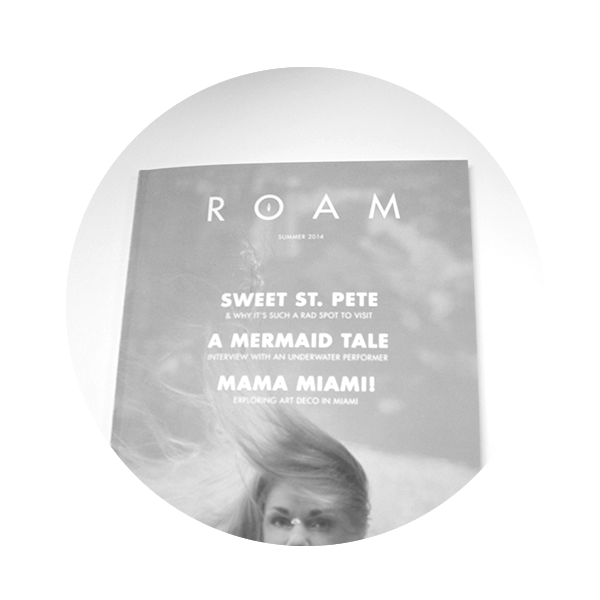 ROAM
SUMMER 2014
SWEET ST. PETE
& WHY IT'S SUCH A RAD SPOT TO VISIT
A MERMAID TALE
INTERVIEW WITH AN UNDERWATER PERFORMER
MAMA MIAMI!
EXPLORING ART DECO IN MIAMI